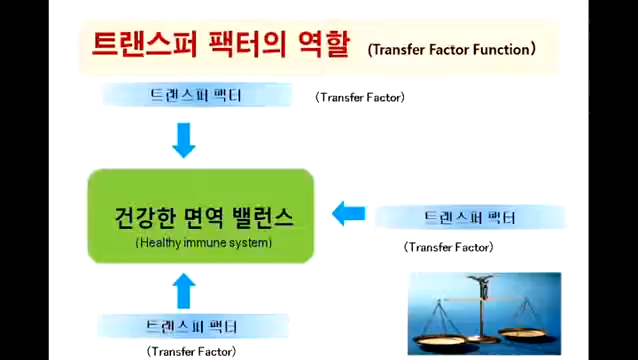 트랜스퍼 팩터의 역할 (Transfer Factor Function)
트랜스퍼 팩터 (Transfer Factor)
건강한 면역 밸런스
(Healthy immune system)
트랜스퍼 팩터
(Transfer Factor)
트랜스퍼 팩터
(Transfer Factor)